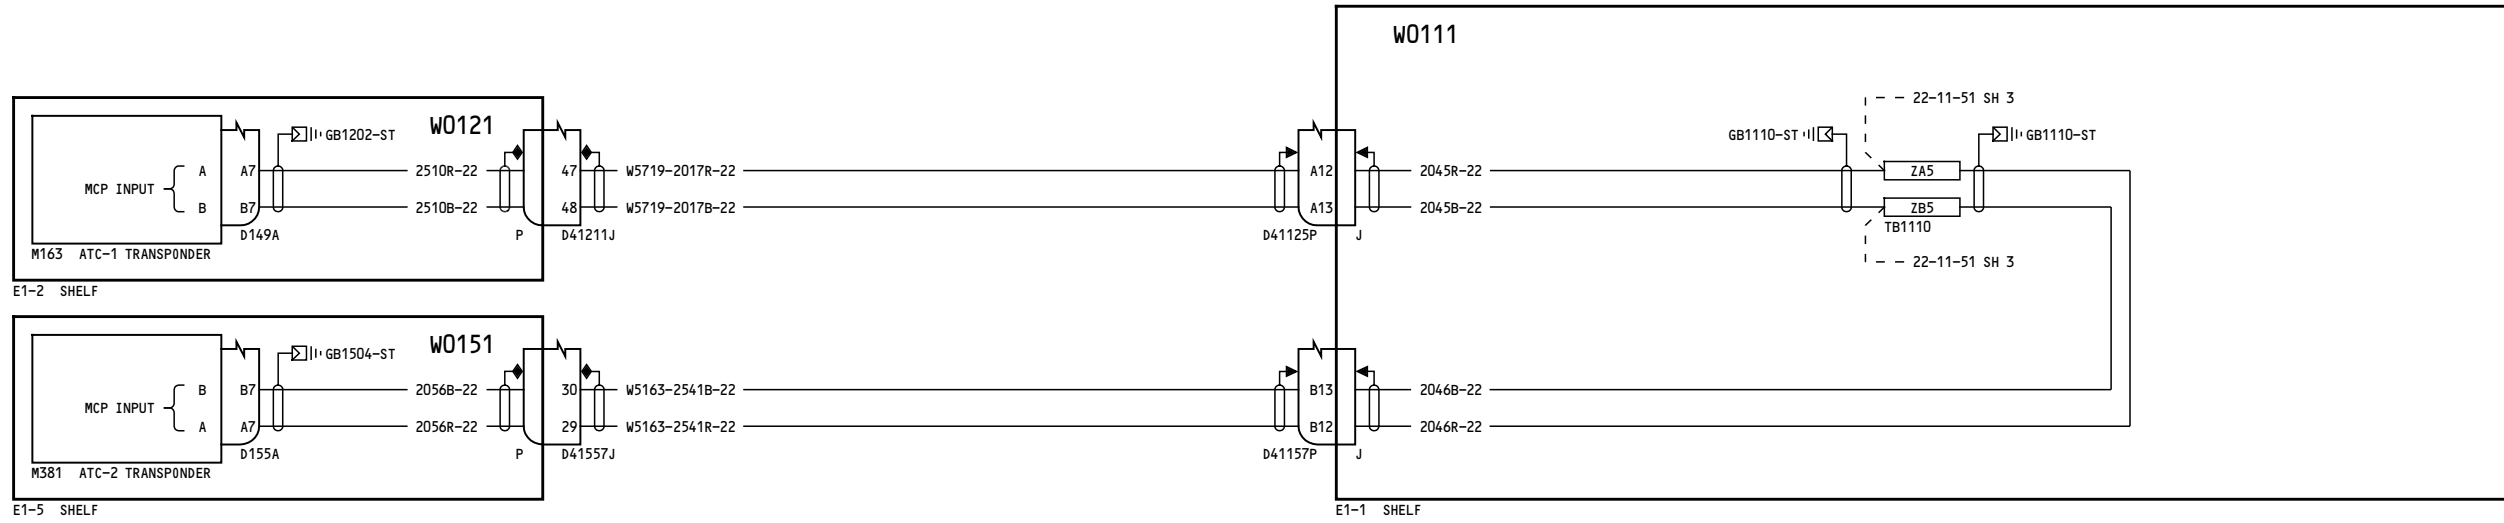 W0111
22-11-51 SH 3
W0121
GB1202-ST
GB1110-ST
GB1110-ST
MCP INPUT
A
A7
2510R-22
47
W5719-2017R-22
A12
2045R-22
ZA5
B
B7
2510B-22
48
W5719-2017B-22
A13
2045B-22
ZB5
TB1110
D149A
P
D41211J
D41125P
J
M163 ATC-1 TRANSPONDER
22-11-51 SH 3
E1-2 SHELF
W0151
GB1504-ST
MCP INPUT
B
B7
2056B-22
30
W5163-2541B-22
B13
2046B-22
A
A7
2056R-22
29
W5163-2541R-22
B12
2046R-22
D155A
P
D41557J
D41157P
J
M381 ATC-2 TRANSPONDER
E1-5 SHELF
E1-1 SHELF